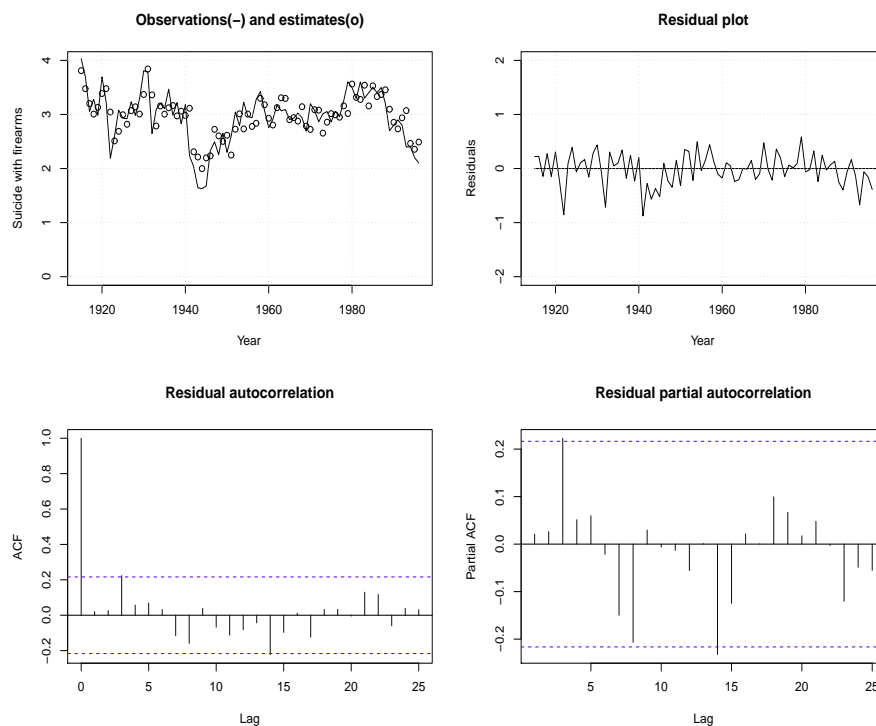 Observations(−) and estimates(o)
Suicide with firearms
0 1 2 3 4
1920 1940 1960 1980
Year
Residual plot
Residuals
−2 −1 0 1 2
1920 1940 1960 1980
Year
Residual autocorrelation
ACF
−0.2 0.0 0.2 0.4 0.6 0.8 1.0
0 5 10 15 20 25
Lag
Residual partial autocorrelation
Partial ACF
−0.2 −0.1 0.0 0.1 0.2
5 10 15 20 25
Lag